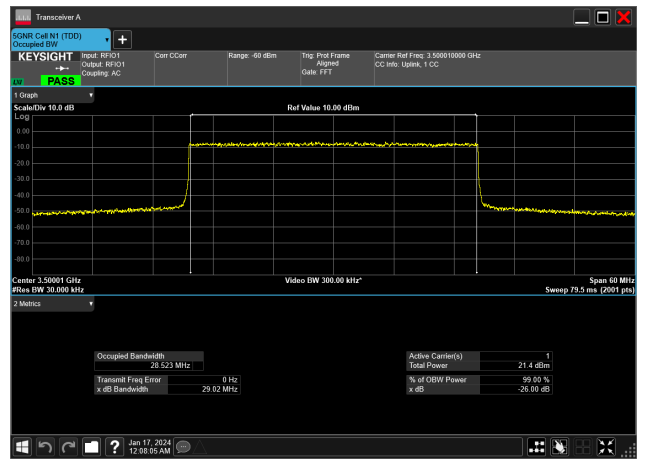 Transceiver A
5GNR Cell N1 (TDD)
Occupied BW
KEYSIGHT
PASS
Input: RFIO1
Output: RFIO1
Coupling: AC
Corr CCorr
Range: -60 dBm
Trig: Prot Frame
Aligned
Gate: FFT
Carrier Ref Freq: 3.500010000 GHz
CC Info: Uplink, 1 CC
1 Graph
Scale/Div 10.0 dB
Ref Value 10.00 dBm
Log
0.00
-10.0
-20.0
-30.0
-40.0
-50.0
-60.0
-70.0
-80.0
Center 3.50001 GHz
Video BW 300.00 kHz*
Span 60 MHz
#Res BW 30.000 kHz
Sweep 79.5 ms (2001 pts)
2 Metrics
Occupied Bandwidth
28.523 MHz
Transmit Freq Error 0 Hz
x dB Bandwidth 29.02 MHz
Active Carrier(s) 1
Total Power 21.4 dBm
% of OBW Power 99.00 %
x dB -26.00 dB
?
Jan 17, 2024
12:08:05 AM